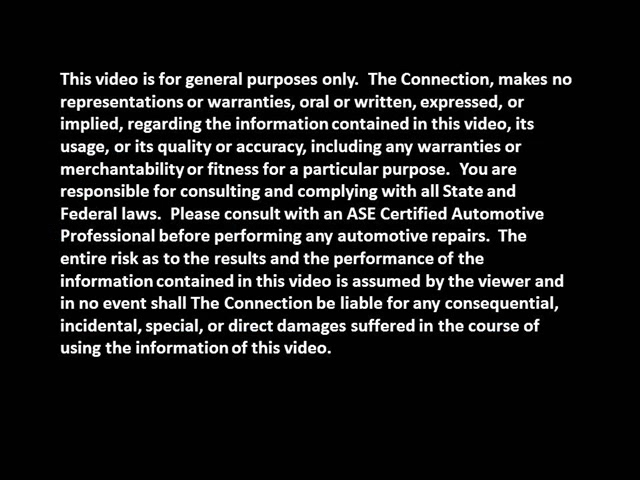 This video is for general purposes only.  The Connection, makes no
representations or warranties, oral or written, expressed, or
implied, regarding the information contained in this video, its
usage, or its quality or accuracy, including any warranties or
merchantability or fitness for a particular purpose.  You are
responsible for consulting and complying with all State and
Federal laws.  Please consult with an ASE Certified Automotive
Professional before performing any automotive repairs.  The
entire risk as to the results and the performance of the
information contained in this video is assumed by the viewer and
in no event shall The Connection be liable for any consequential,
incidental, special, or direct damages suffered in the course of
using the information of this video.